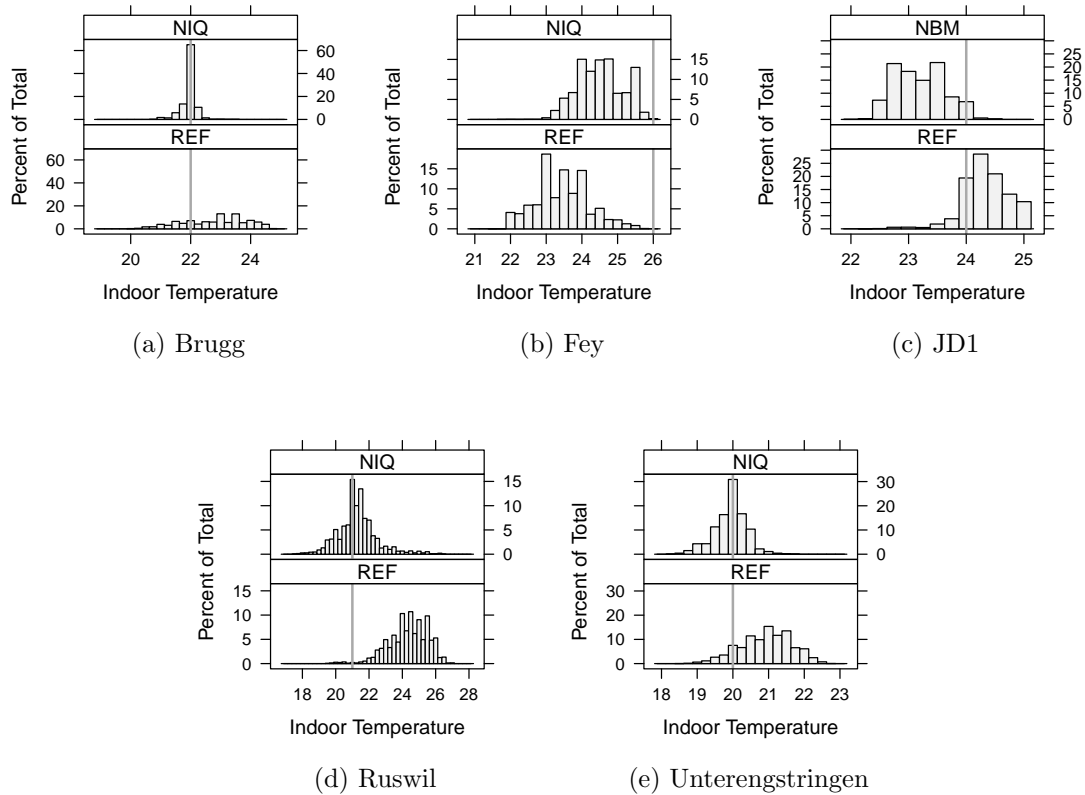 NIQ
0
20
40
60
Percent of Total
REF
0
20
40
60
20
22
24
Indoor Temperature
(a) Brugg
NIQ
0
5
10
15
Percent of Total
REF
0
5
10
15
21
22
23
24
25
26
Indoor Temperature
(b) Fey
NBM
0
5
10
15
20
25
Percent of Total
REF
0
5
10
15
20
25
22
23
24
25
Indoor Temperature
(c) JD1
NIQ
0
5
10
15
Percent of Total
REF
0
5
10
15
18
20
22
24
26
28
Indoor Temperature
(d) Ruswil
NIQ
0
10
20
30
Percent of Total
REF
0
10
20
30
18
19
20
21
22
23
Indoor Temperature
(e) Unterengstringen